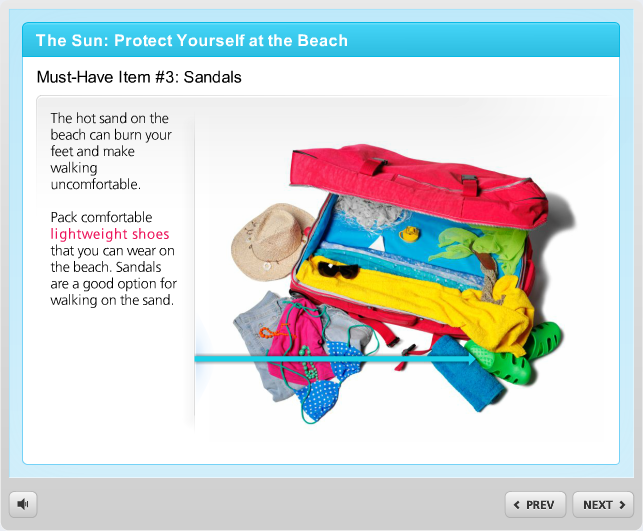 The Sun: Protect Yourself at the Beach
Must-Have Item #3: Sandals
The hot sand on the
beach can burn your
feet and make
walking
uncomfortable.
Pack comfortable
lightweight shoes
that you can wear on
the beach. Sandals
are a good option for
walking on the sand.
PREV
NEXT